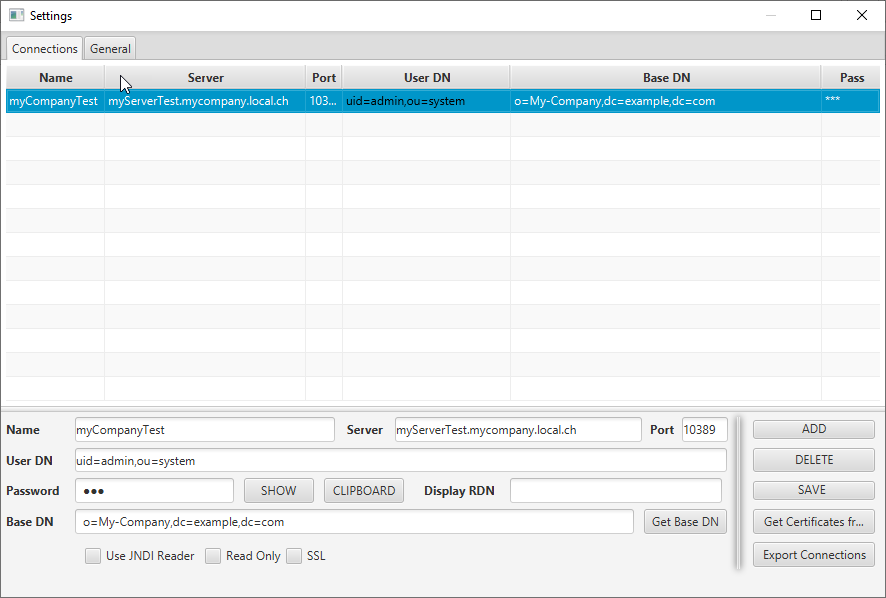 Settings
Connections General
Name Server Port User DN Base DN Pass
myCompanyTest myServerTest.mycompany.local.ch 103... uid=admin,ou=system o=My-Company,dc=example,dc=com ***
Name myCompanyTest Server myServerTest.mycompany.local.ch Port 10389 ADD
User DN uid=admin,ou=system DELETE
Password ●●● SHOW CLIPBOARD Display RDN SAVE
Base DN o=My-Company,dc=example,dc=com Get Base DN Get Certificates fr...
Use JNDI Reader Read Only SSL Export Connections